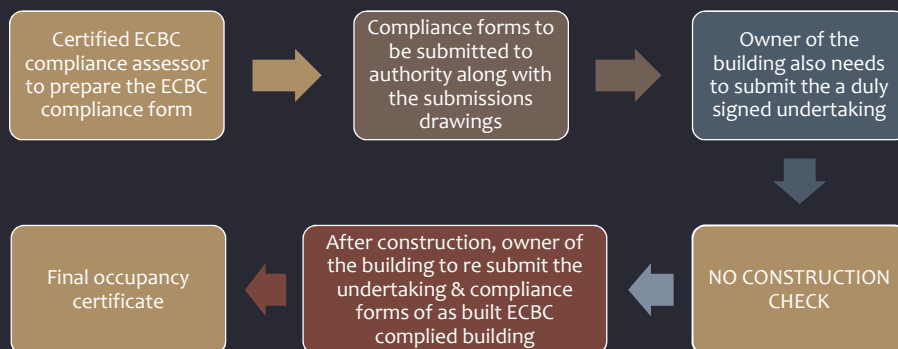 Certified ECBC
compliance assessor
to prepare the ECBC
compliance form
Compliance forms to
be submitted to
authority along with
the submissions
drawings
Owner of the
building also needs
to submit the a duly
signed undertaking
NO CONSTRUCTION
CHECK
After construction, owner of
the building to re submit the
undertaking & compliance
forms of as built ECBC
complied building
Final occupancy
certificate